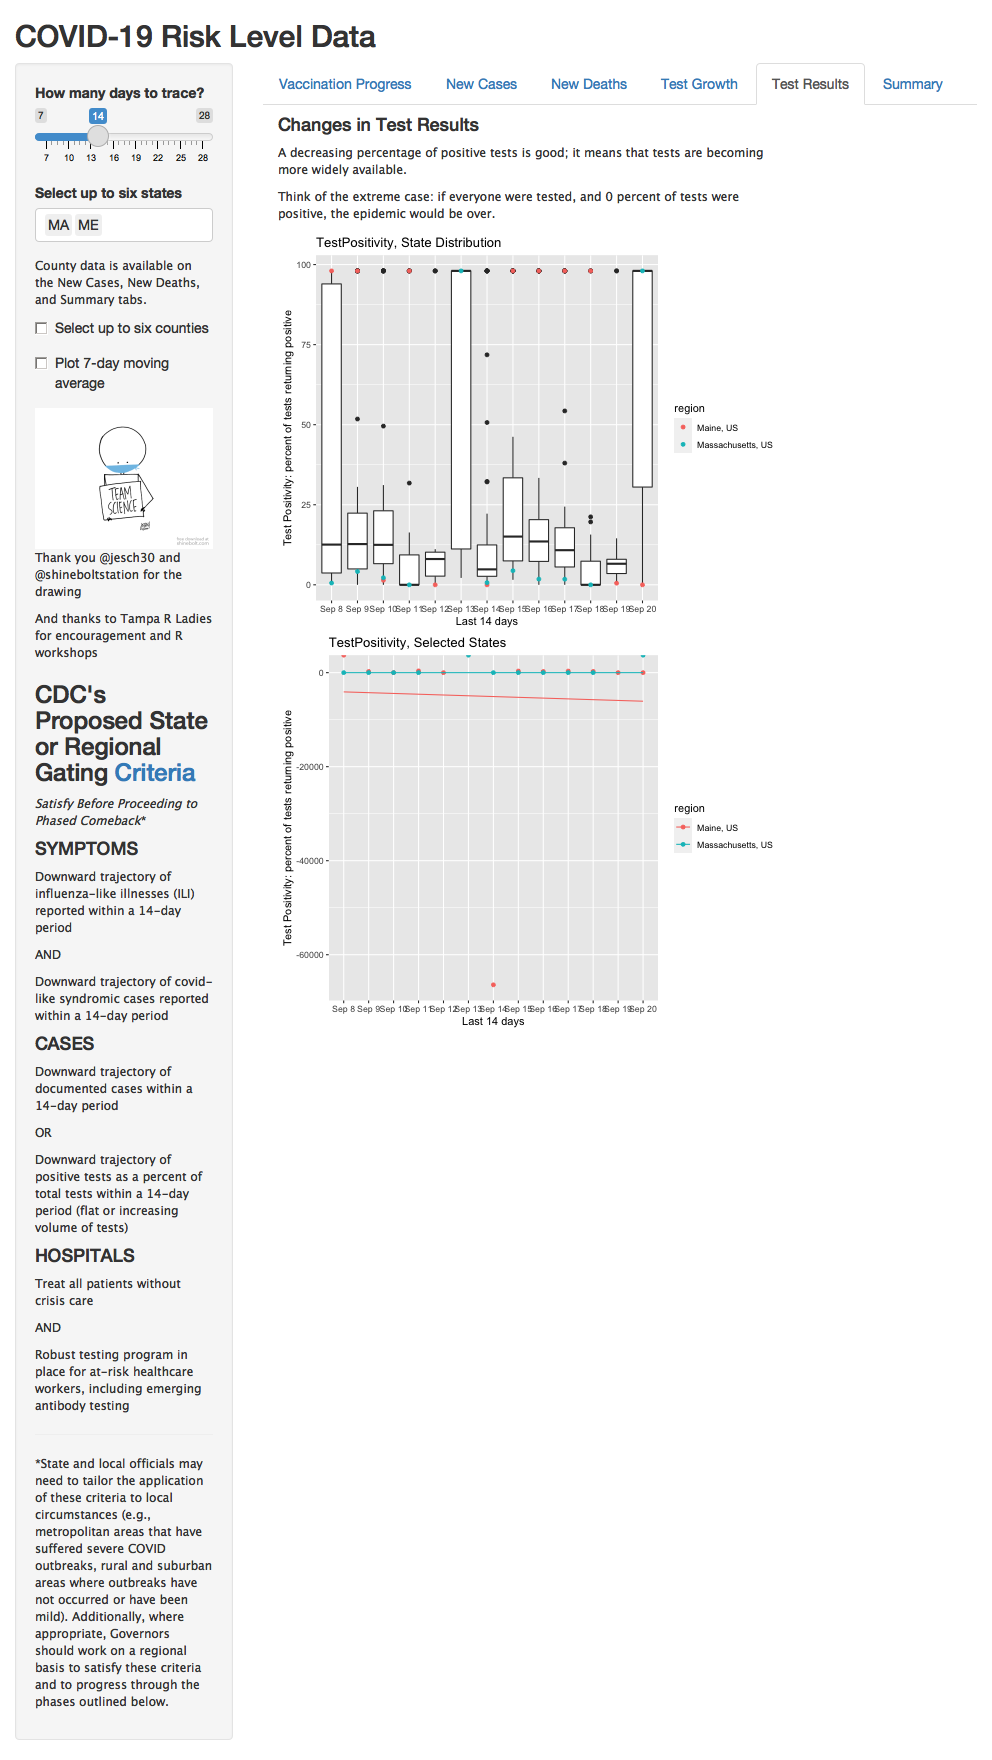 COVID-19 Risk Level Data
How many days to trace?
7 14 28
7 10 13 16 19 22 25 28
Select up to six states
MA ME
County data is available on
the New Cases, New Deaths,
and Summary tabs.
Select up to six counties
Plot 7-day moving
average
TEAM
SCIENCE
Thank you @jesch30 and
@shineboltstation for the
drawing
And thanks to Tampa R Ladies
for encouragement and R
workshops
CDC's
Proposed State
or Regional
Gating Criteria
Satisfy Before Proceeding to
Phased Comeback*
SYMPTOMS
Downward trajectory of
influenza-like illnesses (ILI)
reported within a 14-day
period
AND
Downward trajectory of covid-
like syndromic cases reported
within a 14-day period
CASES
Downward trajectory of
documented cases within a
14-day period
OR
Downward trajectory of
positive tests as a percent of
total tests within a 14-day
period (flat or increasing
volume of tests)
HOSPITALS
Treat all patients without
crisis care
AND
Robust testing program in
place for at-risk healthcare
workers, including emerging
antibody testing
*State and local officials may
need to tailor the application
of these criteria to local
circumstances (e.g.,
metropolitan areas that have
suffered severe COVID
outbreaks, rural and suburban
areas where outbreaks have
not occurred or have been
mild). Additionally, where
appropriate, Governors
should work on a regional
basis to satisfy these criteria
and to progress through the
phases outlined below.
Vaccination Progress New Cases New Deaths Test Growth Test Results Summary
Changes in Test Results
A decreasing percentage of positive tests is good; it means that tests are becoming
more widely available.
Think of the extreme case: if everyone were tested, and 0 percent of tests were
positive, the epidemic would be over.
TestPositivity, State Distribution
Test Positivity: percent of tests returning positive
100
75
50
25
0
Sep 8 Sep 9 Sep 10 Sep 11 Sep 12 Sep 13 Sep 14 Sep 15 Sep 16 Sep 17 Sep 18 Sep 19 Sep 20
Last 14 days
region
Maine, US
Massachusetts, US
TestPositivity, Selected States
Test Positivity: percent of tests returning positive
0
-20000
-40000
-60000
Sep 8 Sep 9 Sep 10 Sep 11 Sep 12 Sep 13 Sep 14 Sep 15 Sep 16 Sep 17 Sep 18 Sep 19 Sep 20
Last 14 days
region
Maine, US
Massachusetts, US